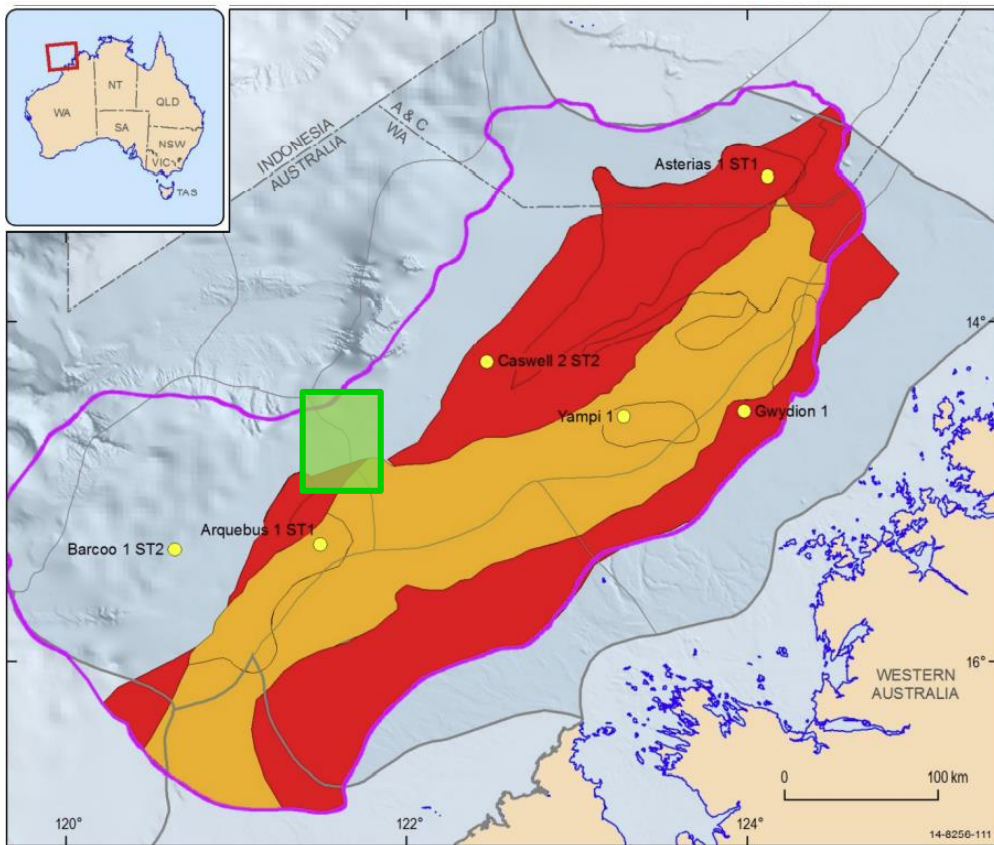 NT
WA
QLD
SA
NSW
VIC
TAS
INDONESIA
AUSTRALIA
A & C
WA
Asterias 1 ST1
14°
Caswell 2 ST2
Yampi 1
Gwydion 1
Arquebus 1 ST1
Barcoo 1 ST2
16°
WESTERN
AUSTRALIA
0
100 km
120°
122°
124°
14-8256-111